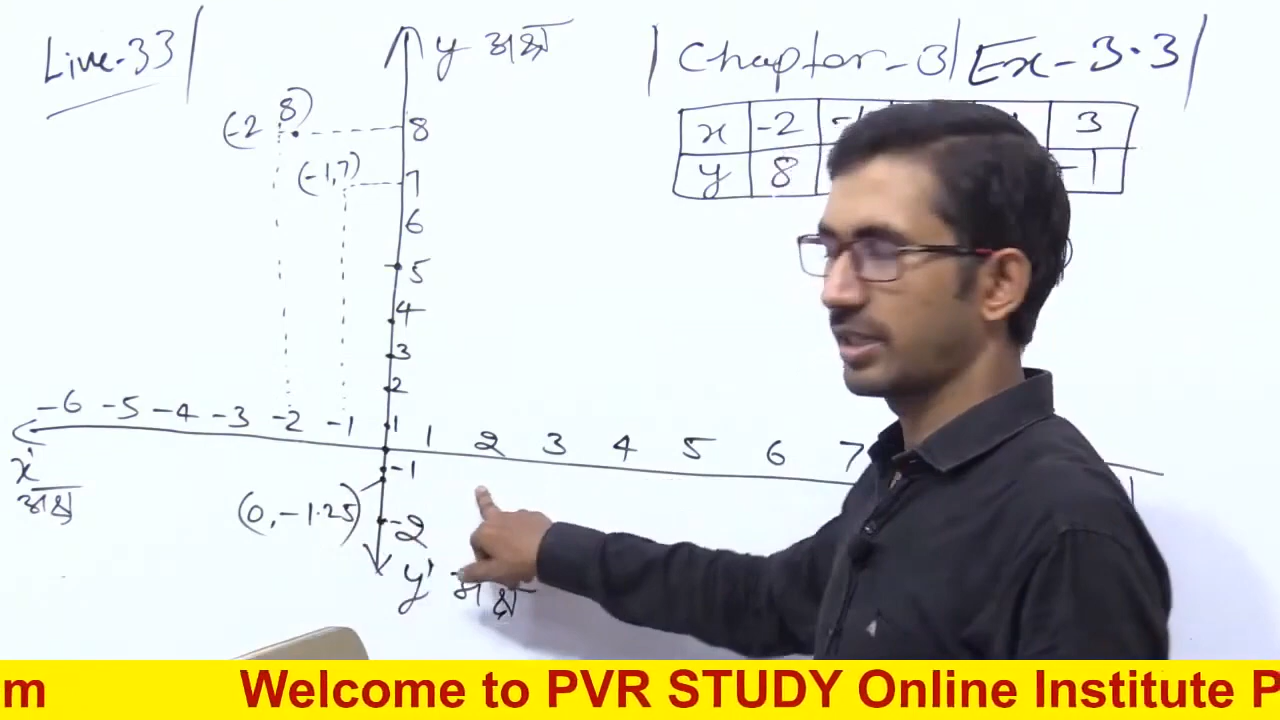 Live-33|
y अक्ष
|Chapter-3|Ex-3.3|
x -2 -1 3
y 8 -1
(-2 8)
(-1,7)
8
7
6
5
4
3
2
1
-6 -5 -4 -3 -2 -1 1 2 3 4 5 6 7
x'
अक्ष
-1
(0,-1.25)
-2
y' अक्ष
m Welcome to PVR STUDY Online Institute P